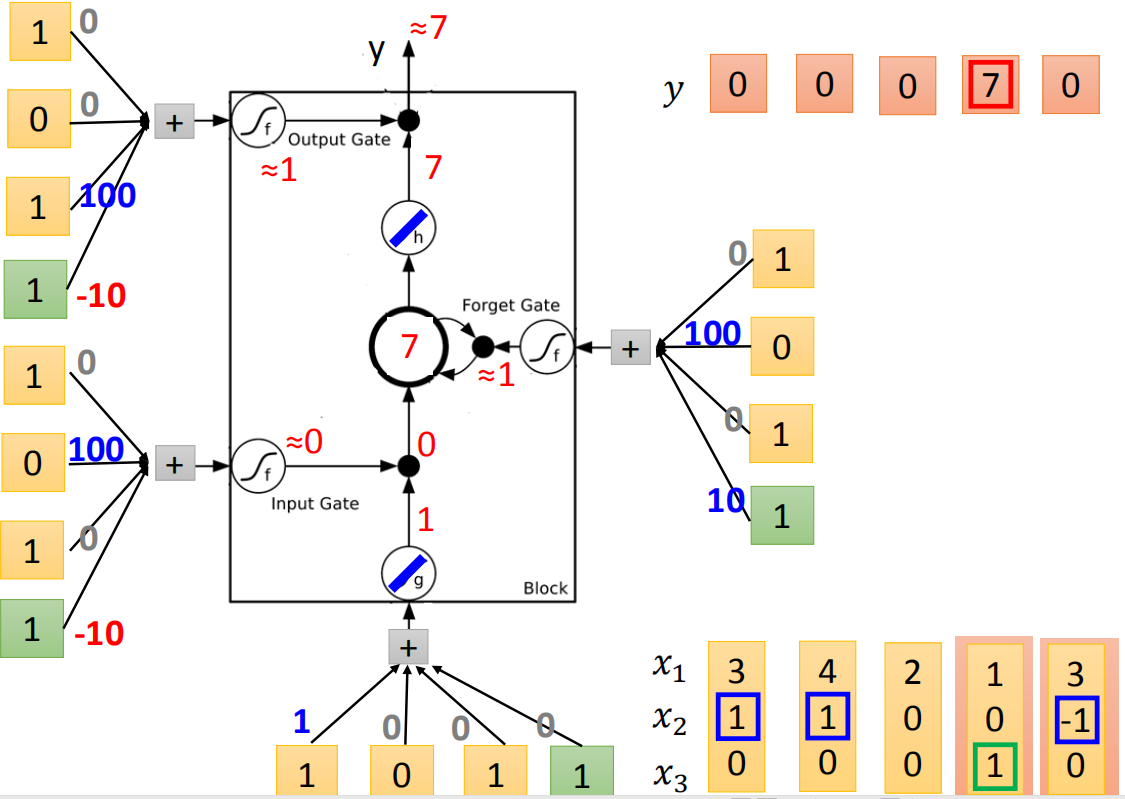 1 0
0 0
1 100
1 -10
1 0
0 100
1 0
1 -10
+
+
y ≈7
f
Output Gate
≈1
7
h
Forget Gate
7
f
≈1
≈0 0
f
Input Gate
1
g
Block
+
1 0 0 0
1 0 1 1
y 0 0 0 7 0
0 1
100 0
+
0 1
10 1
x₁ 3 4 2 1 3
x₂ 1 1 0 0 -1
x₃ 0 0 0 1 0